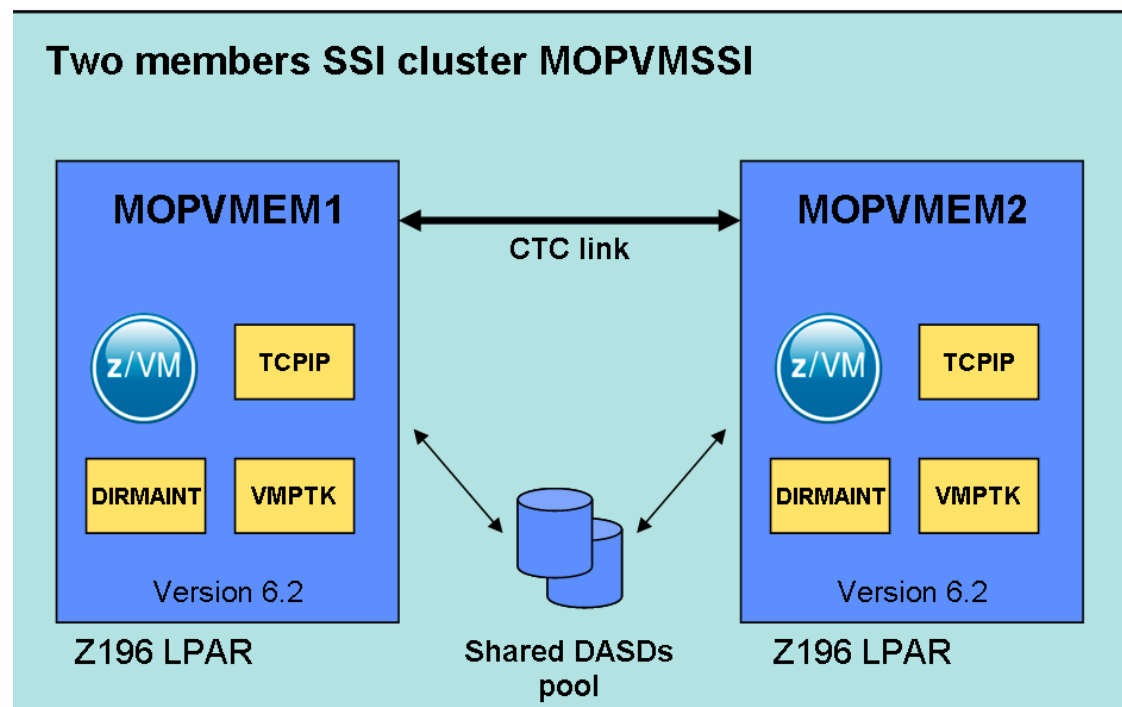 Two members SSI cluster MOPVMSSI
MOPVMEM1
MOPVMEM2
CTC link
z/VM
TCPIP
z/VM
TCPIP
DIRMAINT
VMPTK
DIRMAINT
VMPTK
Version 6.2
Version 6.2
Z196 LPAR
Shared DASDs
pool
Z196 LPAR